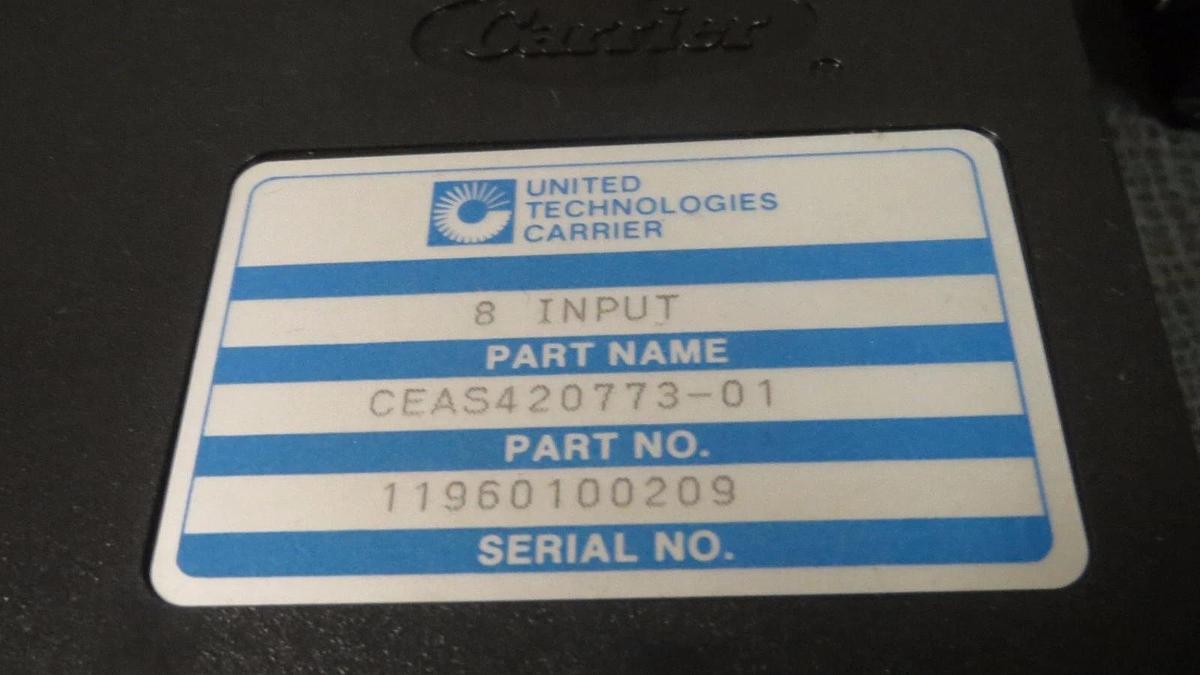 Carrier
®
UNITED
TECHNOLOGIES
CARRIER
8 INPUT
PART NAME
CEAS420773-01
PART NO.
11960100209
SERIAL NO.